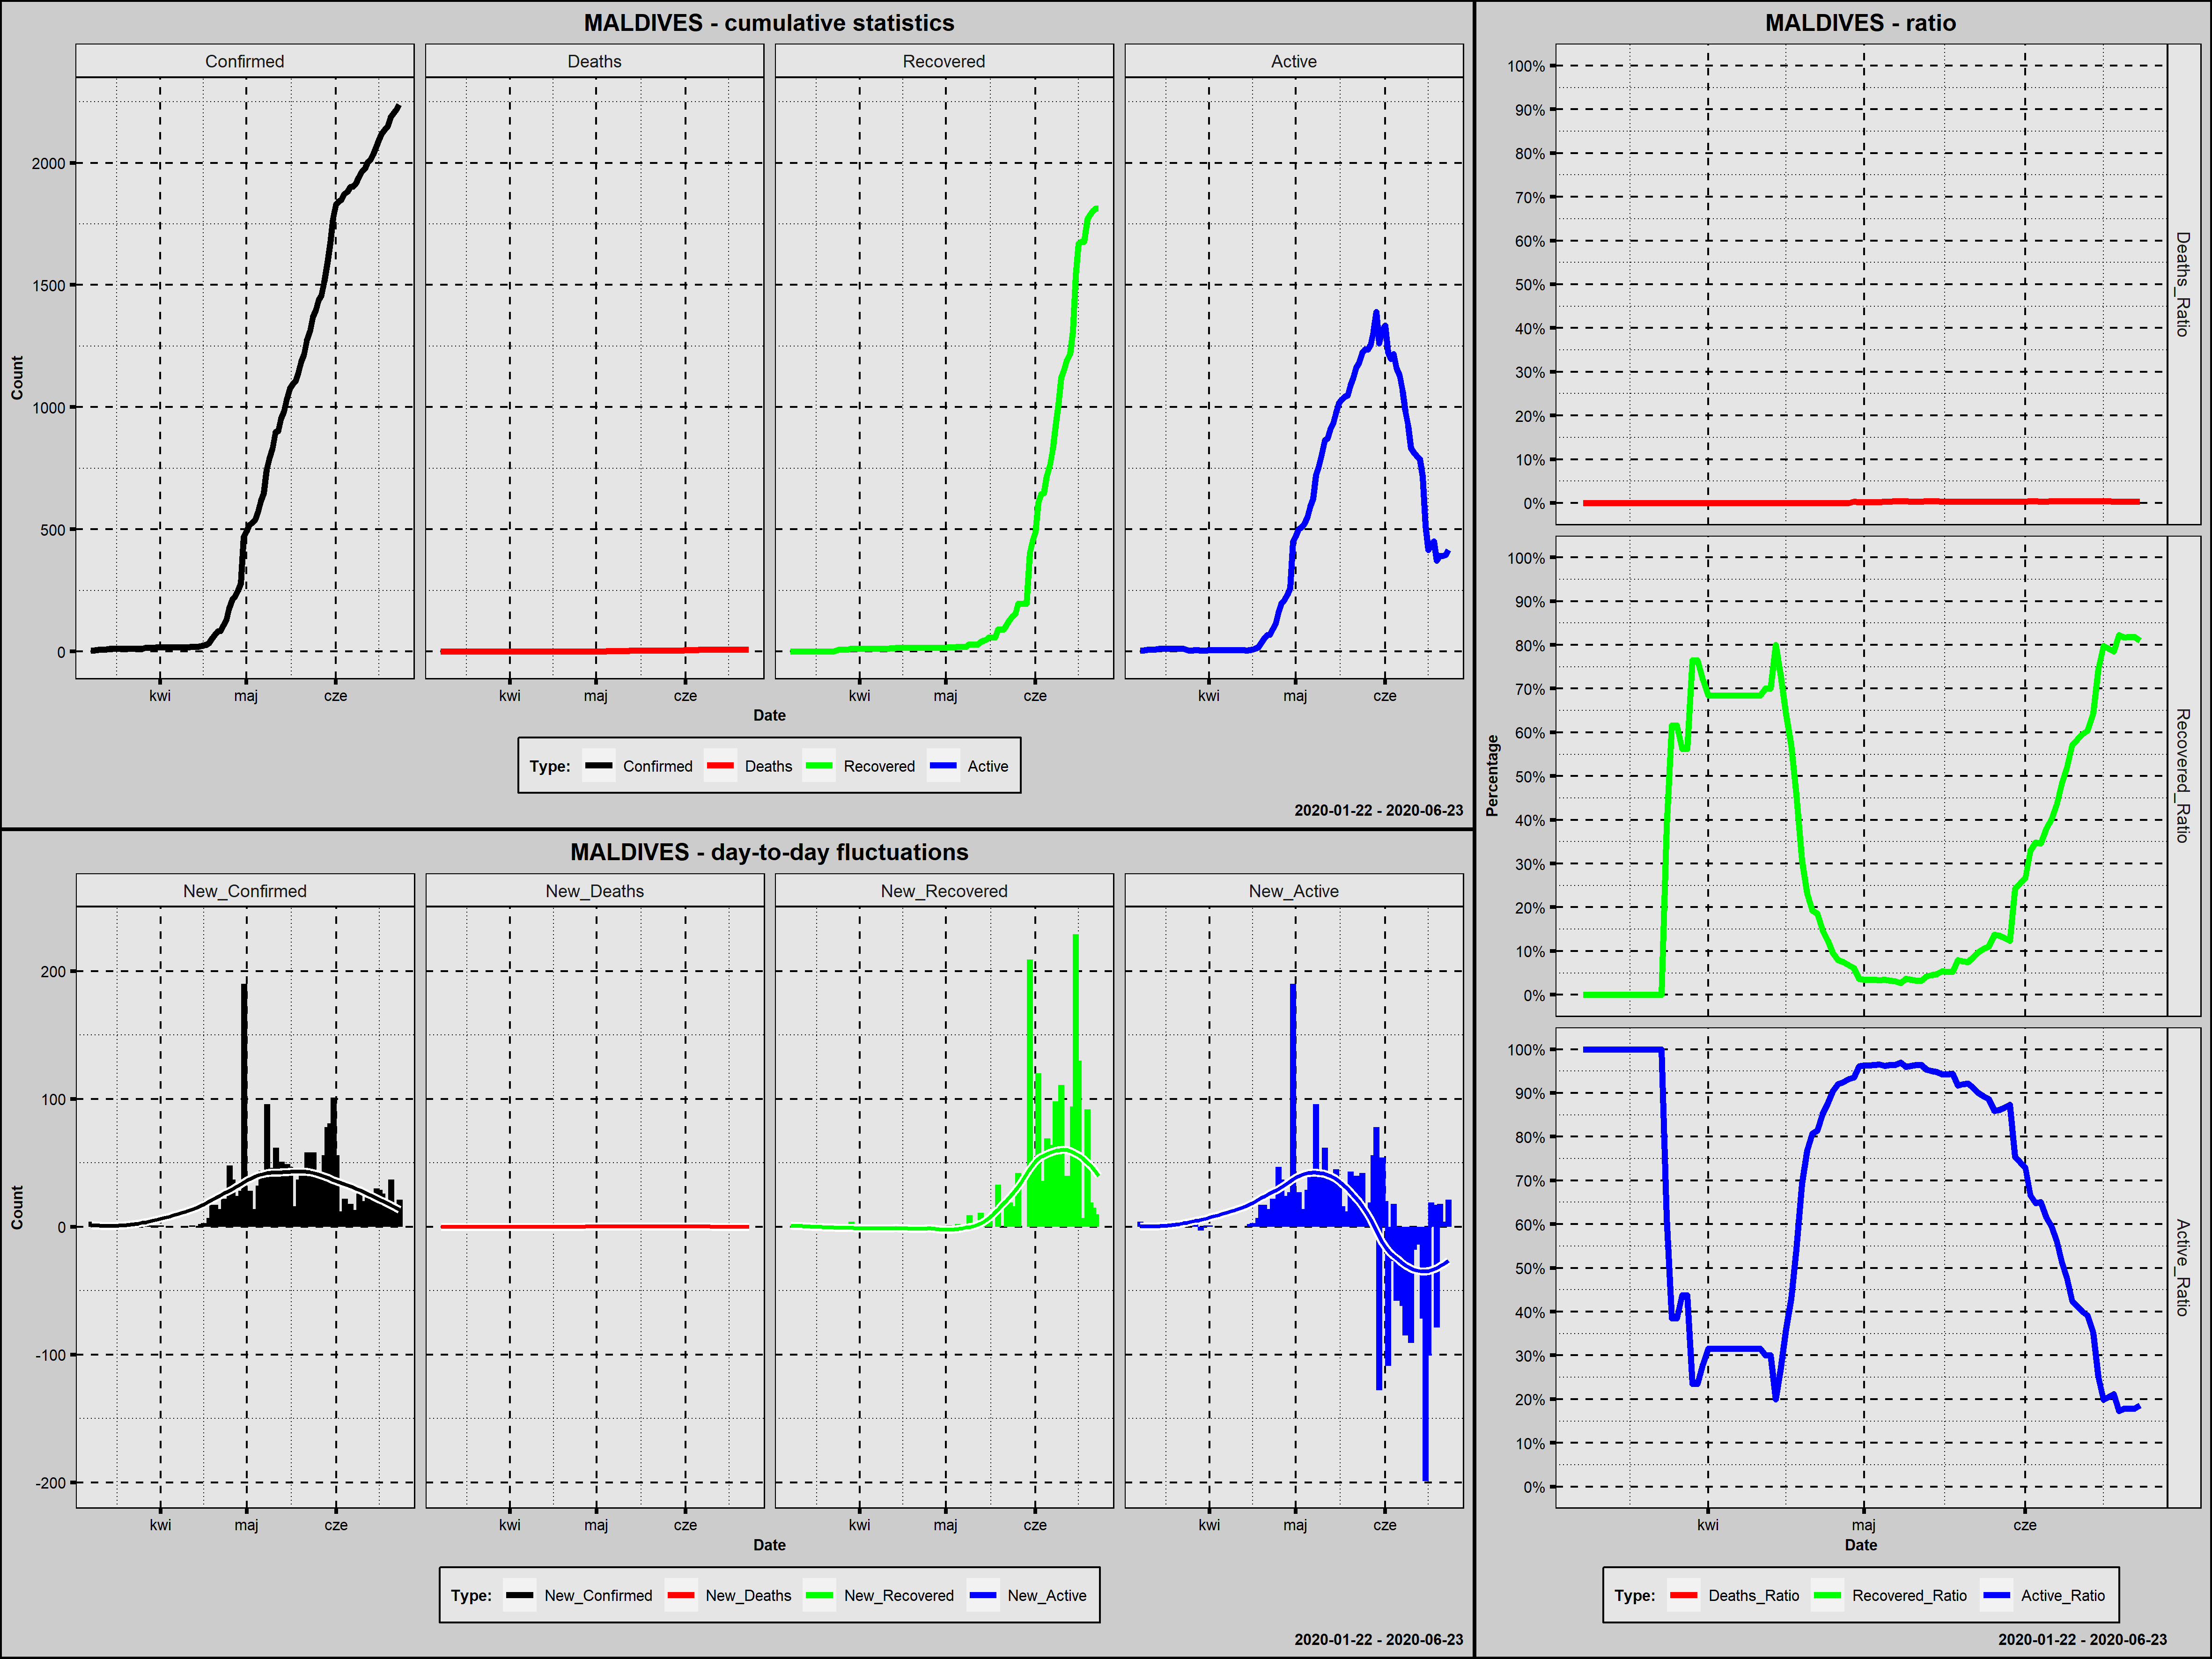 MALDIVES - cumulative statistics
Confirmed Deaths Recovered Active
Count
2000
1500
1000
500
0
kwi maj cze kwi maj cze kwi maj cze kwi maj cze
Date
Type: Confirmed Deaths Recovered Active
2020-01-22 - 2020-06-23
MALDIVES - day-to-day fluctuations
New_Confirmed New_Deaths New_Recovered New_Active
Count
200
100
0
-100
-200
kwi maj cze kwi maj cze kwi maj cze kwi maj cze
Date
Type: New_Confirmed New_Deaths New_Recovered New_Active
2020-01-22 - 2020-06-23
MALDIVES - ratio
Percentage
100%
90%
80%
70%
60%
50%
40%
30%
20%
10%
0%
Deaths_Ratio
100%
90%
80%
70%
60%
50%
40%
30%
20%
10%
0%
Recovered_Ratio
100%
90%
80%
70%
60%
50%
40%
30%
20%
10%
0%
Active_Ratio
kwi maj cze
Date
Type: Deaths_Ratio Recovered_Ratio Active_Ratio
2020-01-22 - 2020-06-23